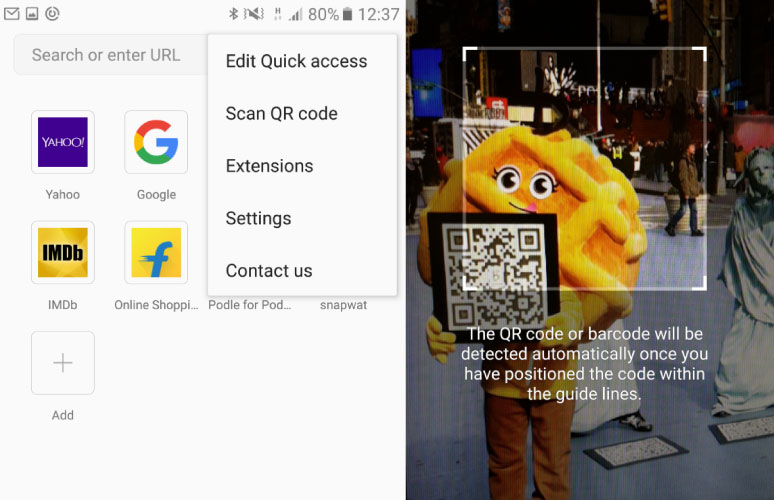 80% 12:37
Search or enter URL
Edit Quick access
Scan QR code
Extensions
Settings
Contact us
YAHOO!
Yahoo
Google
IMDb
IMDb
Online Shoppi...
Podle for Pod...
snapwat
Add
The QR code or barcode will be
detected automatically once you
have positioned the code within
the guide lines.